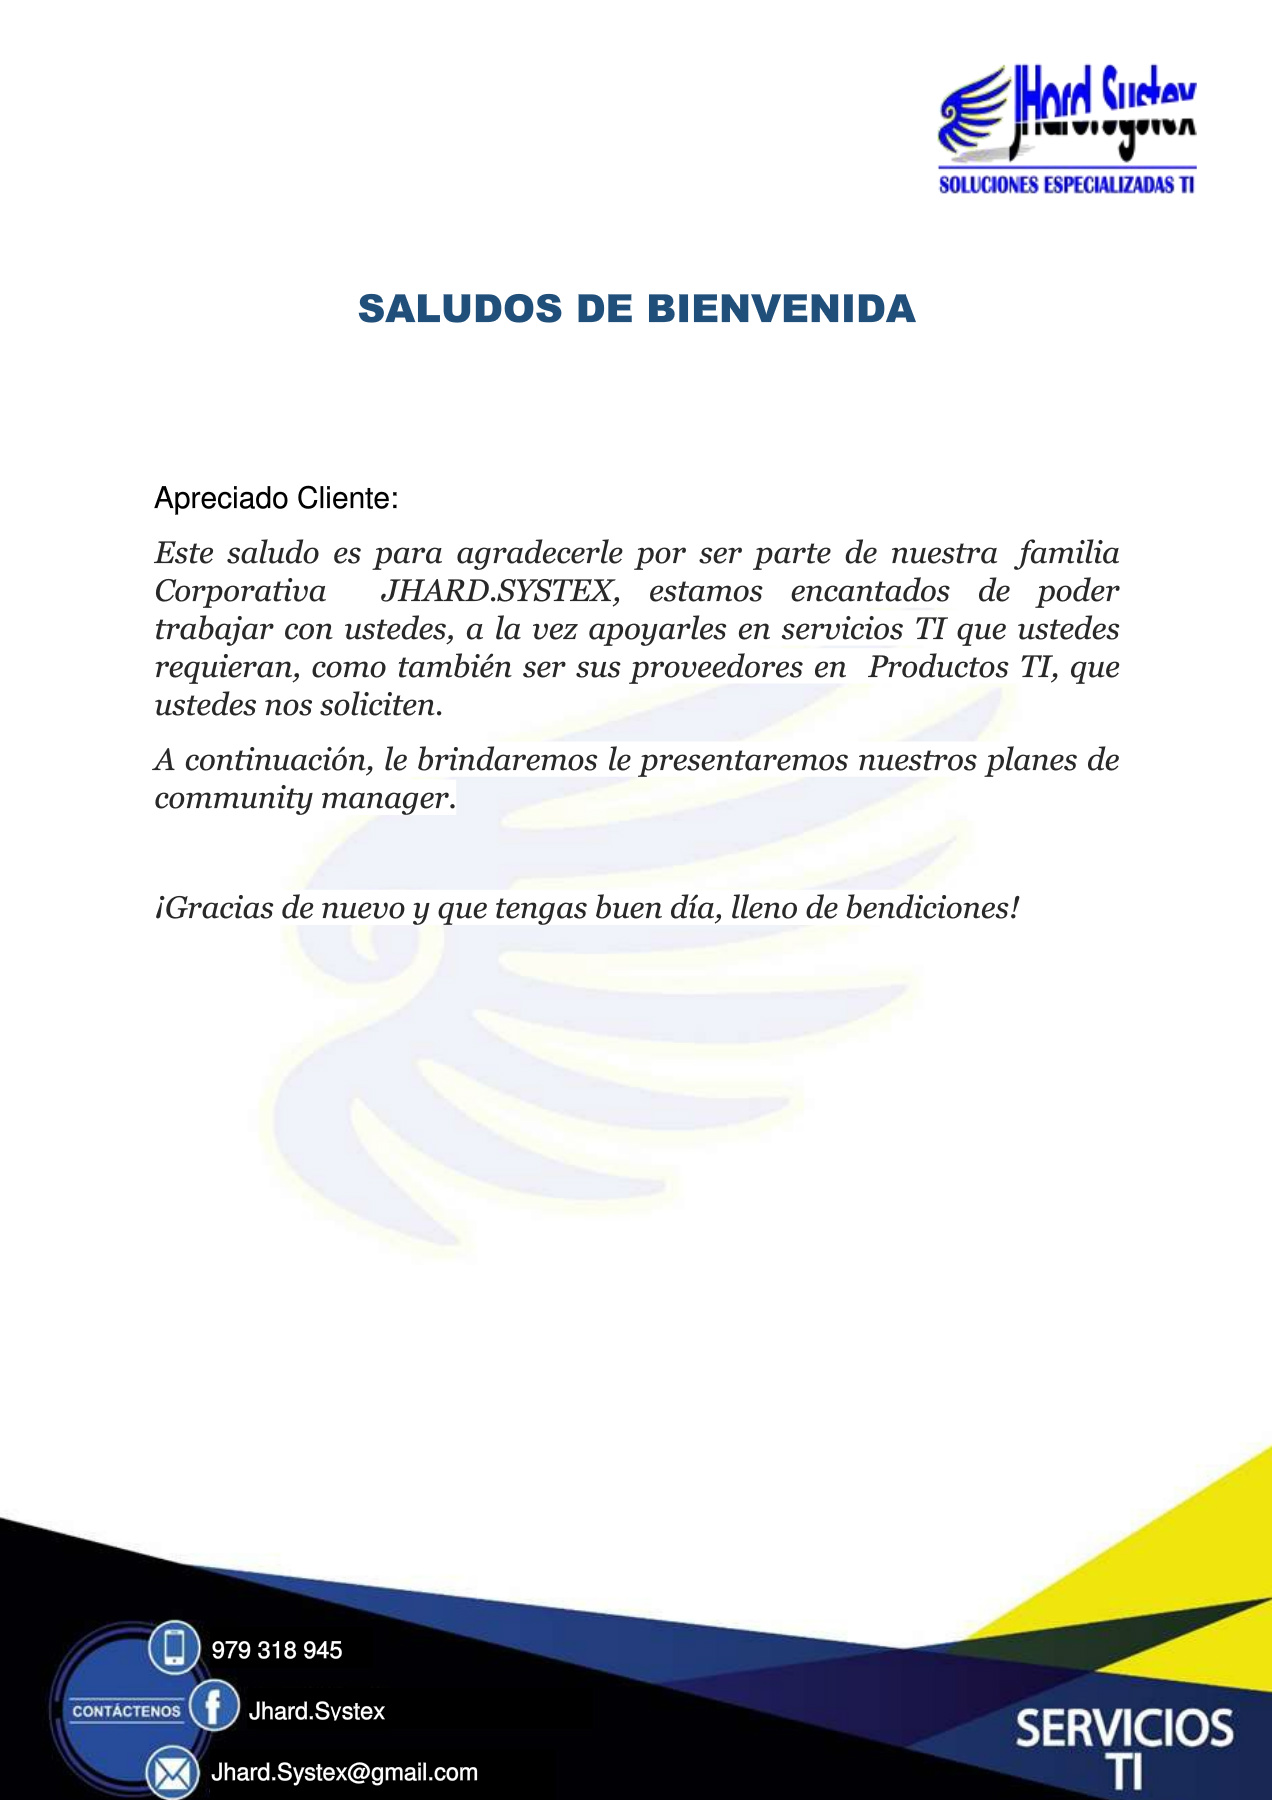 JHard Systex
SOLUCIONES ESPECIALIZADAS TI
SALUDOS DE BIENVENIDA
Apreciado Cliente:
Este saludo es para agradecerle por ser parte de nuestra familia
Corporativa JHARD.SYSTEX, estamos encantados de poder
trabajar con ustedes, a la vez apoyarles en servicios TI que ustedes
requieran, como también ser sus proveedores en Productos TI, que
ustedes nos soliciten.
A continuación, le brindaremos le presentaremos nuestros planes de
community manager.
¡Gracias de nuevo y que tengas buen día, lleno de bendiciones!
979 318 945
CONTÁCTENOS
Jhard.Systex
Jhard.Systex@gmail.com
SERVICIOS
TI